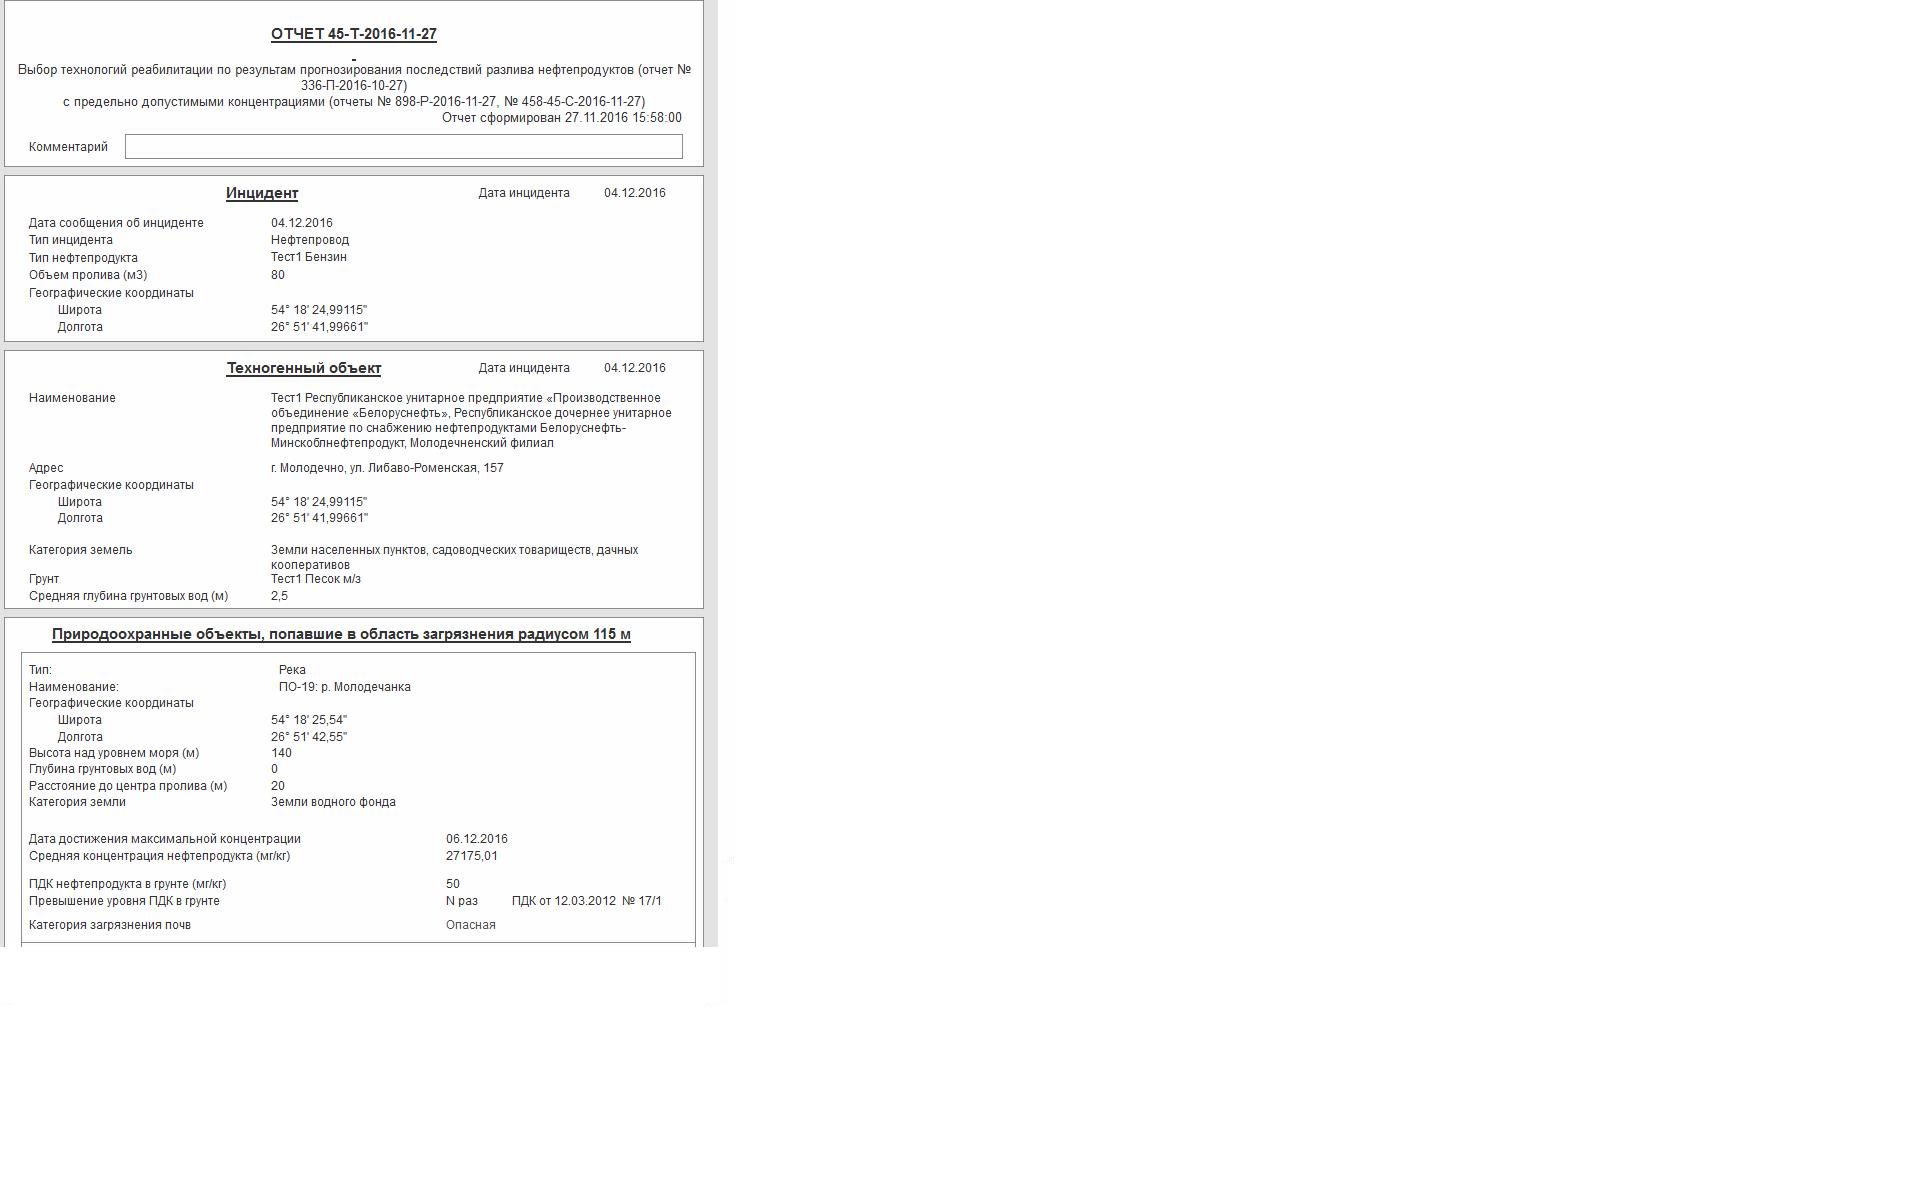 ОТЧЕТ 45-Т-2016-11-27
-
Выбор технологий реабилитации по результам прогнозирования последствий разлива нефтепродуктов (отчет №
336-П-2016-10-27)
с предельно допустимыми концентрациями (отчеты № 898-Р-2016-11-27, № 458-45-С-2016-11-27)
Отчет сформирован 27.11.2016 15:58:00
Комментарий
Инцидент Дата инцидента 04.12.2016
Дата сообщения об инциденте 04.12.2016
Тип инцидента Нефтепровод
Тип нефтепродукта Тест1 Бензин
Объем пролива (м3) 80
Географические координаты
Широта 54° 18' 24,99115"
Долгота 26° 51' 41,99661"
Техногенный объект Дата инцидента 04.12.2016
Наименование Тест1 Республиканское унитарное предприятие «Производственное
объединение «Белоруснефть», Республиканское дочернее унитарное
предприятие по снабжению нефтепродуктами Белоруснефть-
Минскоблнефтепродукт, Молодечненский филиал
Адрес г. Молодечно, ул. Либаво-Роменская, 157
Географические координаты
Широта 54° 18' 24,99115"
Долгота 26° 51' 41,99661"
Категория земель Земли населенных пунктов, садоводческих товариществ, дачных
кооперативов
Грунт Тест1 Песок м/з
Средняя глубина грунтовых вод (м) 2,5
Природоохранные объекты, попавшие в область загрязнения радиусом 115 м
Тип: Река
Наименование: ПО-19: р. Молодечанка
Географические координаты
Широта 54° 18' 25,54"
Долгота 26° 51' 42,55"
Высота над уровнем моря (м) 140
Глубина грунтовых вод (м) 0
Расстояние до центра пролива (м) 20
Категория земли Земли водного фонда
Дата достижения максимальной концентрации 06.12.2016
Средняя концентрация нефтепродукта (мг/кг) 27175,01
ПДК нефтепродукта в грунте (мг/кг) 50
Превышение уровня ПДК в грунте N раз ПДК от 12.03.2012 № 17/1
Категория загрязнения почв Опасная